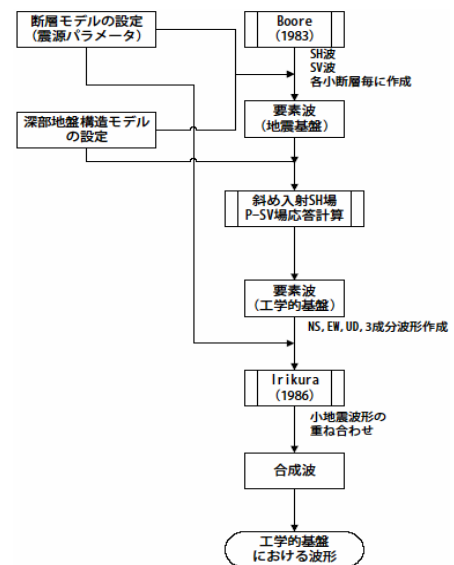 断層モデルの設定
(震源パラメータ)
Boore
(1983)
SH波
SV波
各小断層毎に作成
深部地盤構造モデル
の設定
要素波
(地震基盤)
斜め入射SH場
P-SV場応答計算
要素波
(工学的基盤)
NS,EW,UD,3成分波形作成
Irikura
(1986)
小地震波形の
重ね合わせ
合成波
工学的基盤
における波形